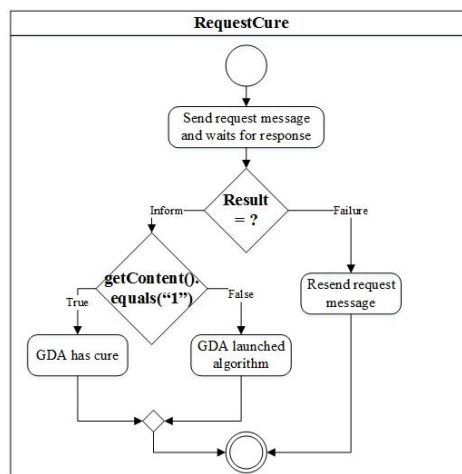 RequestCure
Send request message
and waits for response
Result
= ?
Inform
Failure
getContent().
equals(“1”)
True
False
Resend request
message
GDA has cure
GDA launched
algorithm